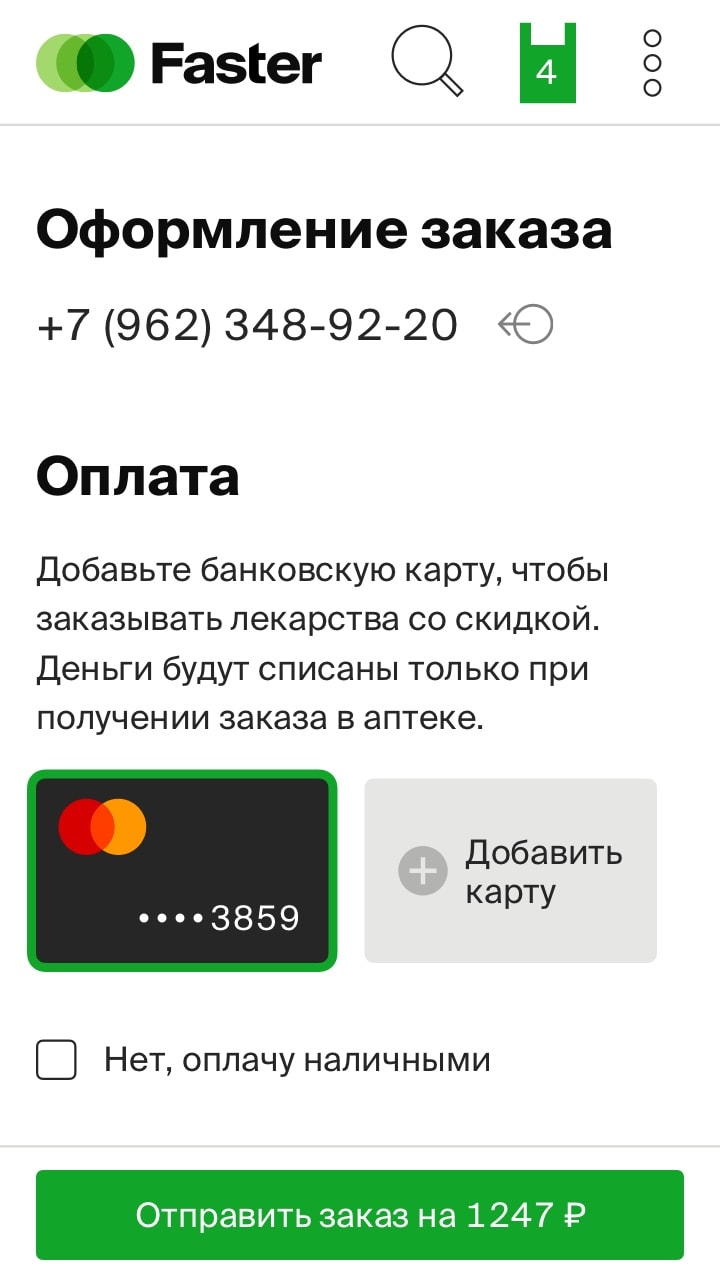 Faster
4
Оформление заказа
+7 (962) 348-92-20
Оплата
Добавьте банковскую карту, чтобы
заказывать лекарства со скидкой.
Деньги будут списаны только при
получении заказа в аптеке.
••••3859
Добавить
карту
Нет, оплачу наличными
Отправить заказ на 1247 ₽